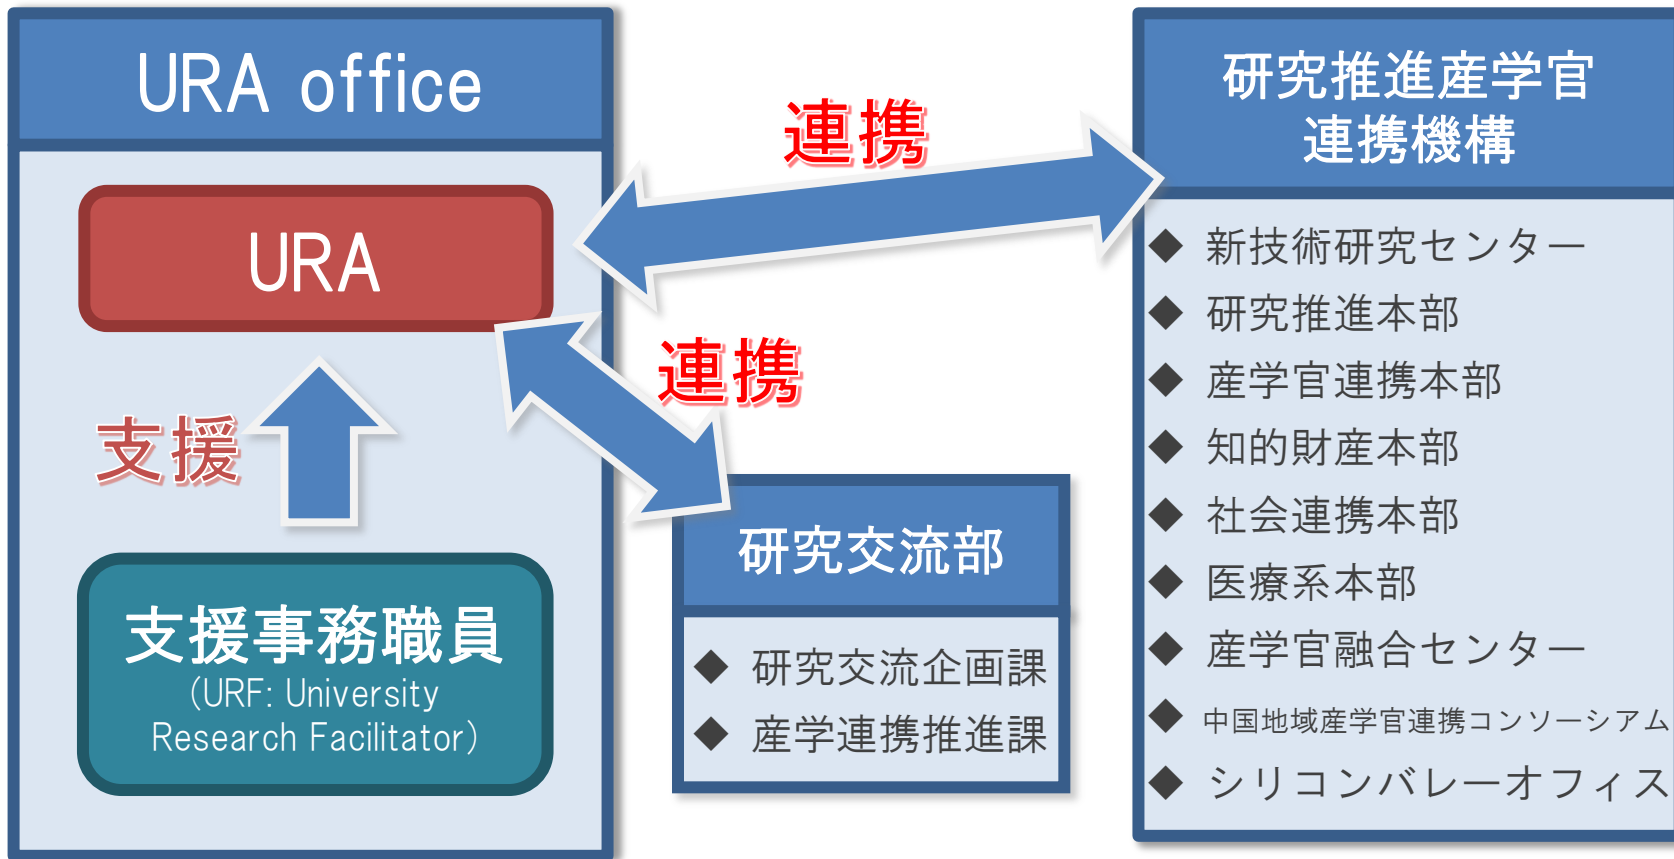 URA office
URA
支援
支援事務職員
(URF: University
Research Facilitator)
連携
連携
研究交流部
◆ 研究交流企画課
◆ 産学連携推進課
研究推進産学官
連携機構
◆ 新技術研究センター
◆ 研究推進本部
◆ 産学官連携本部
◆ 知的財産本部
◆ 社会連携本部
◆ 医療系本部
◆ 産学官融合センター
◆ 中国地域産学官連携コンソーシアム
◆ シリコンバレーオフィス